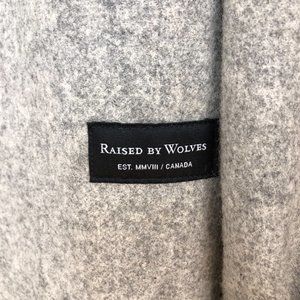 RAISED BY WOLVES
EST. MMVIII / CANADA